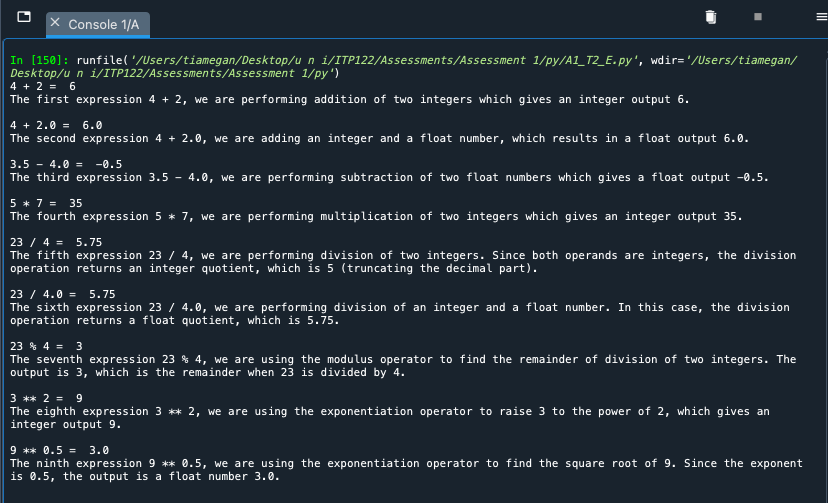 Console 1/A
In [150]: runfile('/Users/tiamegan/Desktop/u n i/ITP122/Assessments/Assessment 1/py/A1_T2_E.py', wdir='/Users/tiamegan/
Desktop/u n i/ITP122/Assessments/Assessment 1/py')
4 + 2 =  6
The first expression 4 + 2, we are performing addition of two integers which gives an integer output 6.
4 + 2.0 =  6.0
The second expression 4 + 2.0, we are adding an integer and a float number, which results in a float output 6.0.
3.5 - 4.0 =  -0.5
The third expression 3.5 - 4.0, we are performing subtraction of two float numbers which gives a float output -0.5.
5 * 7 =  35
The fourth expression 5 * 7, we are performing multiplication of two integers which gives an integer output 35.
23 / 4 =  5.75
The fifth expression 23 / 4, we are performing division of two integers. Since both operands are integers, the division
operation returns an integer quotient, which is 5 (truncating the decimal part).
23 / 4.0 =  5.75
The sixth expression 23 / 4.0, we are performing division of an integer and a float number. In this case, the division
operation returns a float quotient, which is 5.75.
23 % 4 =  3
The seventh expression 23 % 4, we are using the modulus operator to find the remainder of division of two integers. The
output is 3, which is the remainder when 23 is divided by 4.
3 ** 2 =  9
The eighth expression 3 ** 2, we are using the exponentiation operator to raise 3 to the power of 2, which gives an
integer output 9.
9 ** 0.5 =  3.0
The ninth expression 9 ** 0.5, we are using the exponentiation operator to find the square root of 9. Since the exponent
is 0.5, the output is a float number 3.0.